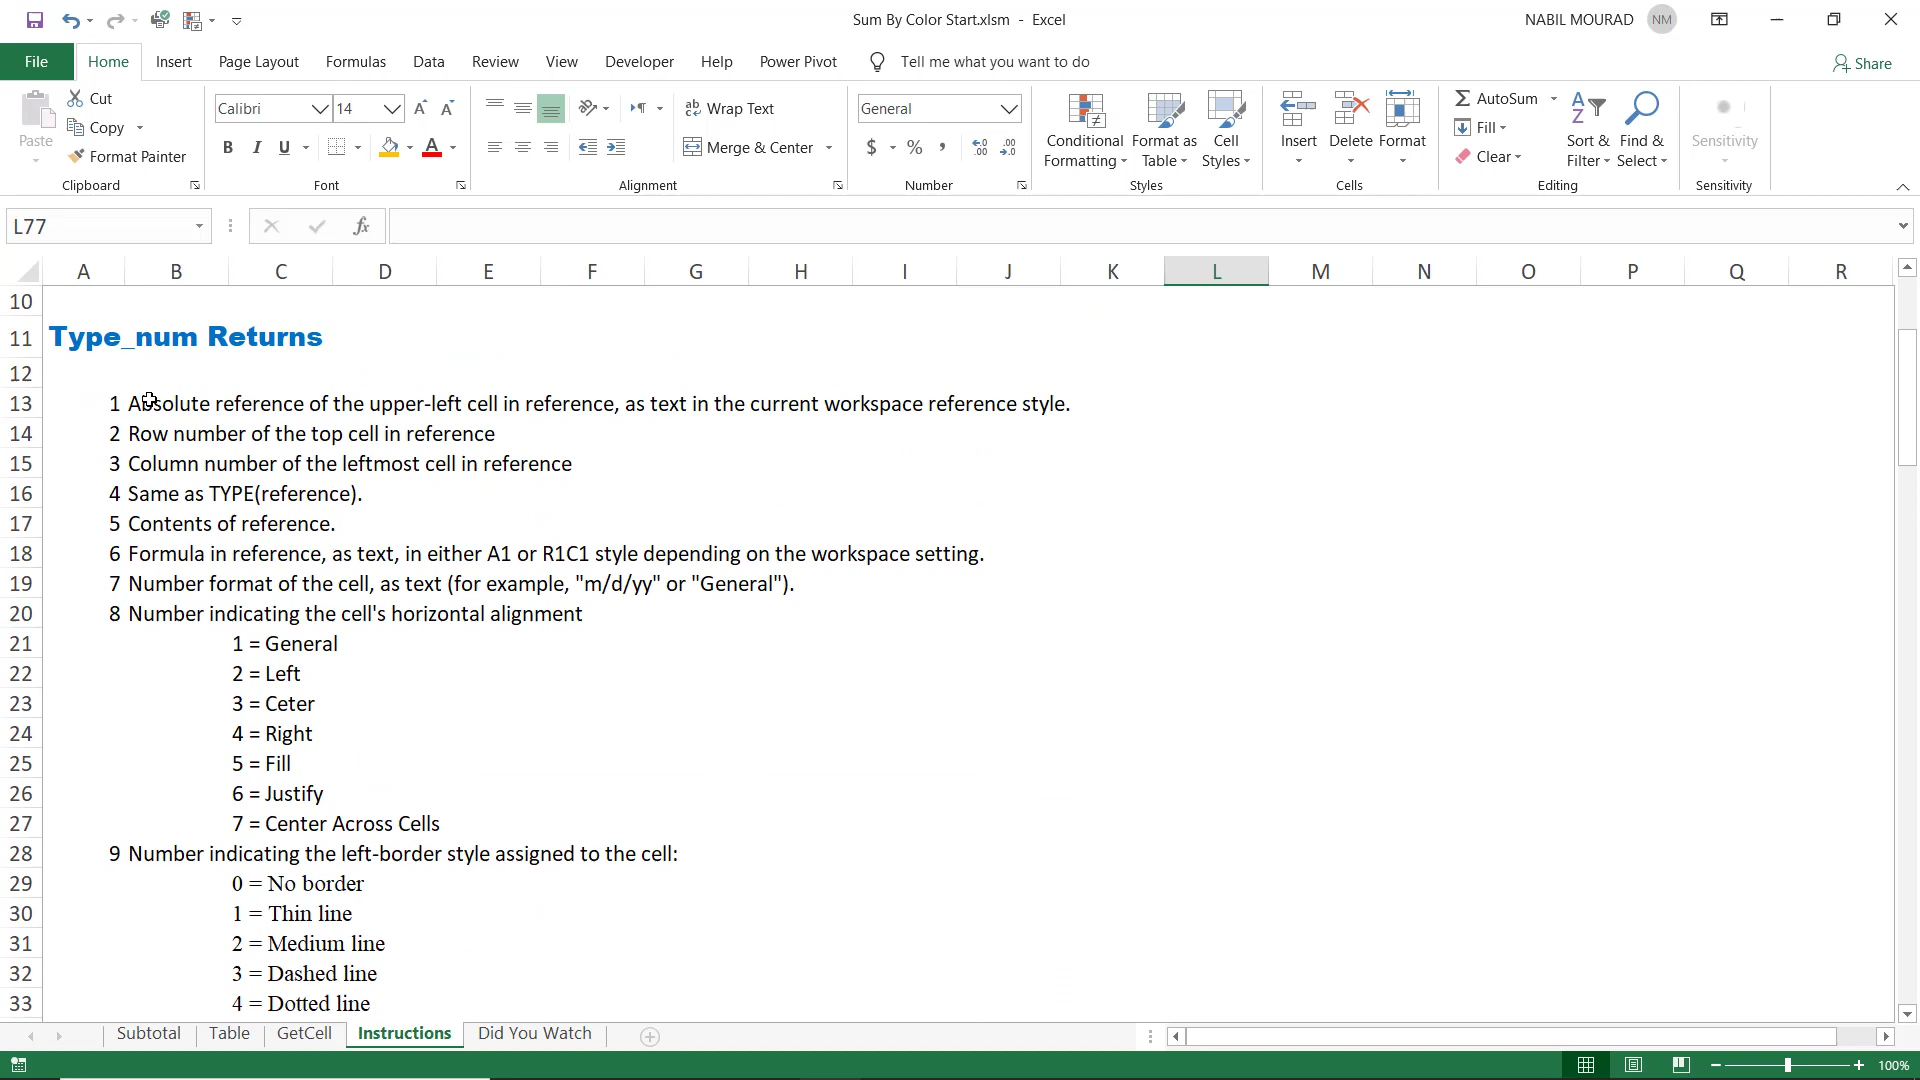 Sum By Color Start.xlsm - Excel
NABIL MOURAD
NM
File
Home
Insert
Page Layout
Formulas
Data
Review
View
Developer
Help
Power Pivot
Tell me what you want to do
Share
Paste
Cut
Copy
Format Painter
Clipboard
Calibri
14
B I U
Font
Wrap Text
Merge & Center
Alignment
General
$ % ,
Number
Conditional
Formatting
Format as
Table
Cell
Styles
Styles
Insert
Delete
Format
Cells
AutoSum
Fill
Clear
Sort &
Filter
Find &
Select
Editing
Sensitivity
Sensitivity
L77
fx
A B C D E F G H I J K L M N O P Q R
10
11 Type_num Returns
12
13 1 Absolute reference of the upper-left cell in reference, as text in the current workspace reference style.
14 2 Row number of the top cell in reference
15 3 Column number of the leftmost cell in reference
16 4 Same as TYPE(reference).
17 5 Contents of reference.
18 6 Formula in reference, as text, in either A1 or R1C1 style depending on the workspace setting.
19 7 Number format of the cell, as text (for example, "m/d/yy" or "General").
20 8 Number indicating the cell's horizontal alignment
21 1 = General
22 2 = Left
23 3 = Ceter
24 4 = Right
25 5 = Fill
26 6 = Justify
27 7 = Center Across Cells
28 9 Number indicating the left-border style assigned to the cell:
29 0 = No border
30 1 = Thin line
31 2 = Medium line
32 3 = Dashed line
33 4 = Dotted line
Subtotal
Table
GetCell
Instructions
Did You Watch
100%